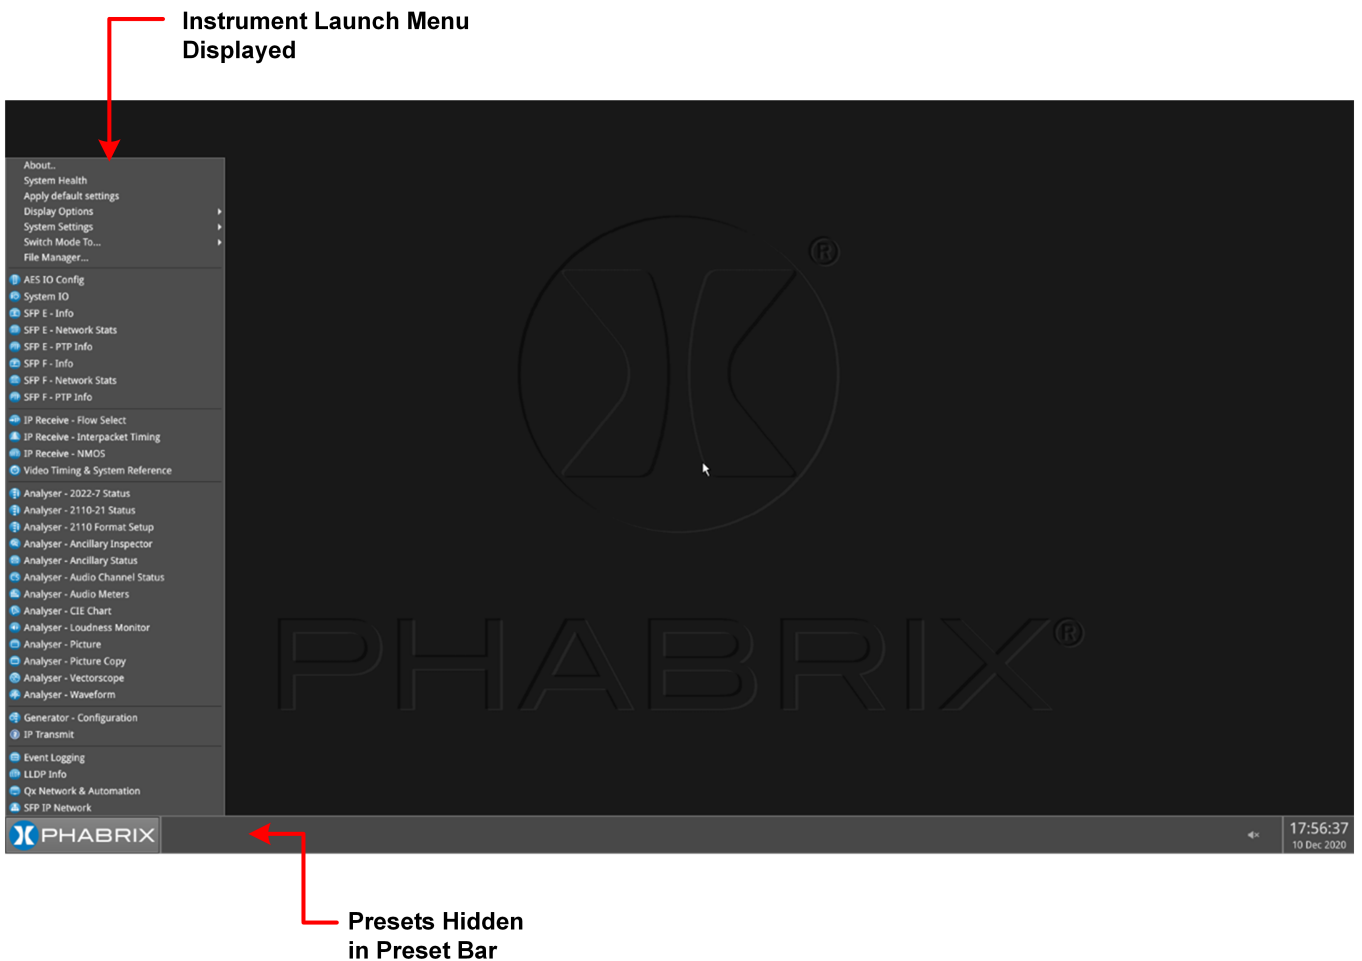 Instrument Launch Menu
Displayed
About..
System Health
Apply default settings
Display Options
System Settings
Switch Mode To...
File Manager...
AES IO Config
System IO
SFP E - Info
SFP E - Network Stats
SFP E - PTP Info
SFP F - Info
SFP F - Network Stats
SFP F - PTP Info
IP Receive - Flow Select
IP Receive - Interpacket Timing
IP Receive - NMOS
Video Timing & System Reference
Analyser - 2022-7 Status
Analyser - 2110-21 Status
Analyser - 2110 Format Setup
Analyser - Ancillary Inspector
Analyser - Ancillary Status
Analyser - Audio Channel Status
Analyser - Audio Meters
Analyser - CIE Chart
Analyser - Loudness Monitor
Analyser - Picture
Analyser - Picture Copy
Analyser - Vectorscope
Analyser - Waveform
Generator - Configuration
IP Transmit
Event Logging
LLDP Info
Qx Network & Automation
SFP IP Network
®
PHABRIX®
PHABRIX
17:56:37
10 Dec 2020
Presets Hidden
in Preset Bar